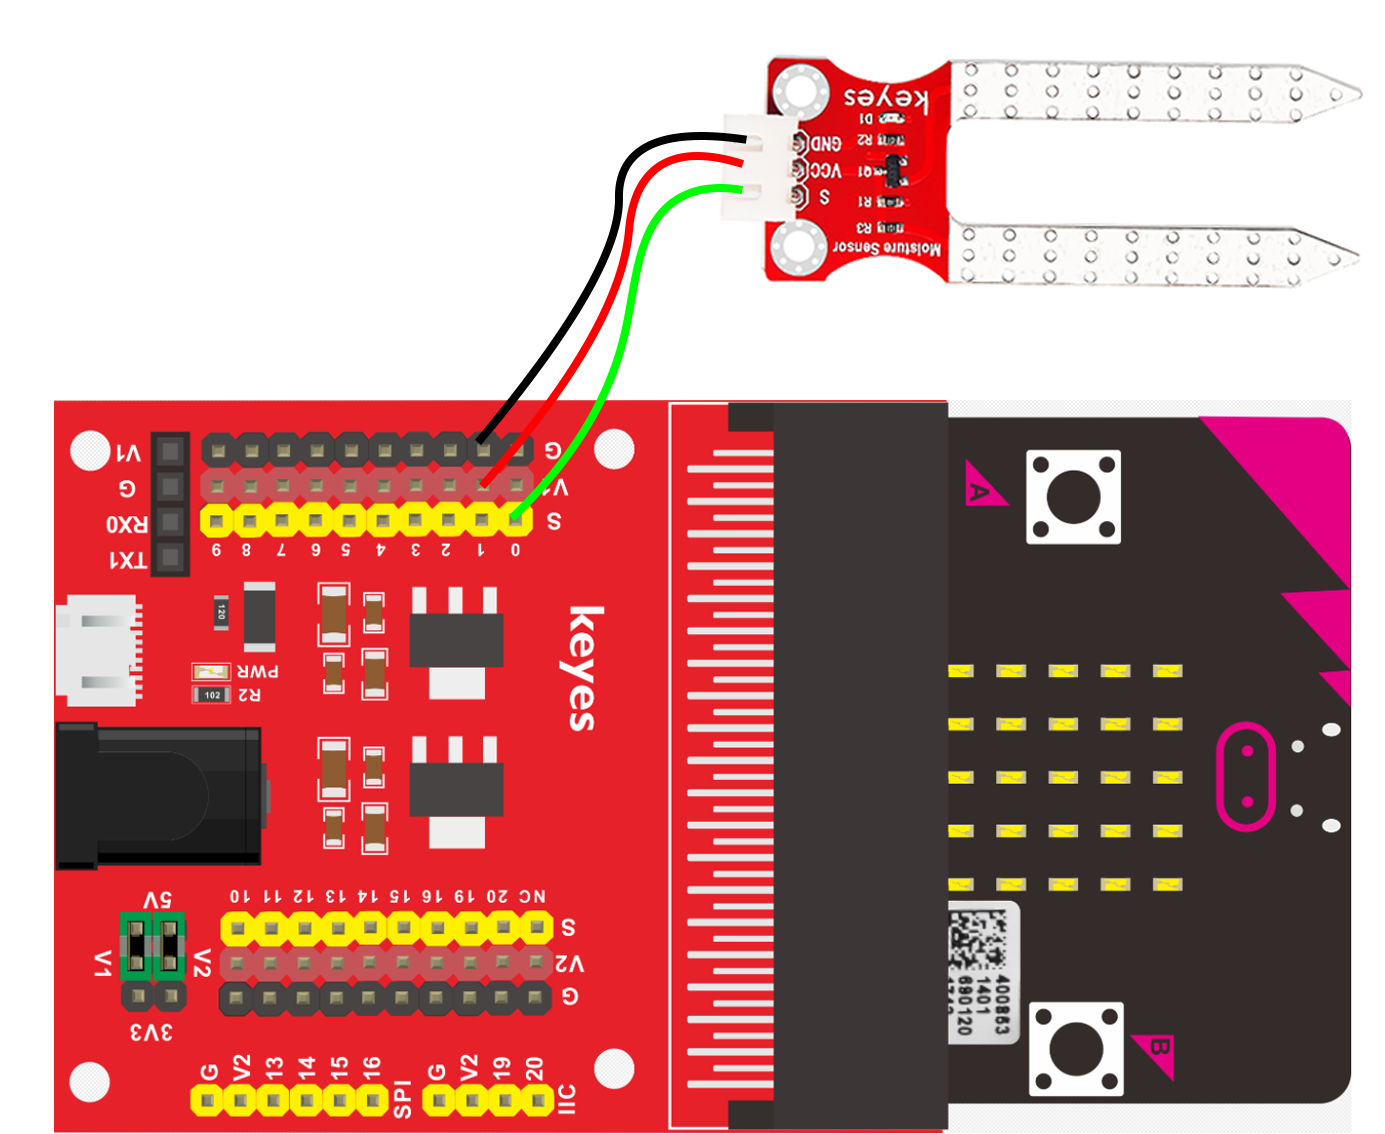 keyes
D1
R2
GND
VCC
Q1
S
R1
R3
Moisture Sensor
V1
G
RX0
TX1
G
V1
S
9 8 7 6 5 4 3 2 1 0
120
PWR
R2
102
keyes
A
5V
V1
V2
3V3
10 11 12 13 14 15 16 19 20 NC
S
V2
G
G V2 13 14 15 16
SPI
G V2 19 20
IIC
400863
1401
690120
B